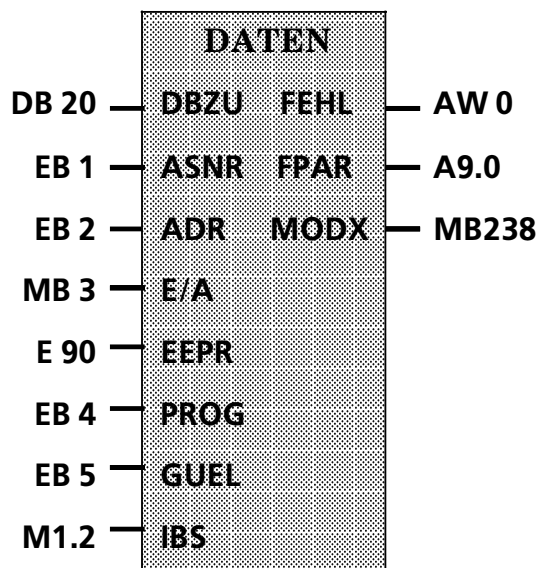 DATEN
DB 20 DBZU FEHL AW 0
EB 1 ASNR FPAR A9.0
EB 2 ADR MODX MB238
MB 3 E/A
E 90 EEPR
EB 4 PROG
EB 5 GUEL
M1.2 IBS